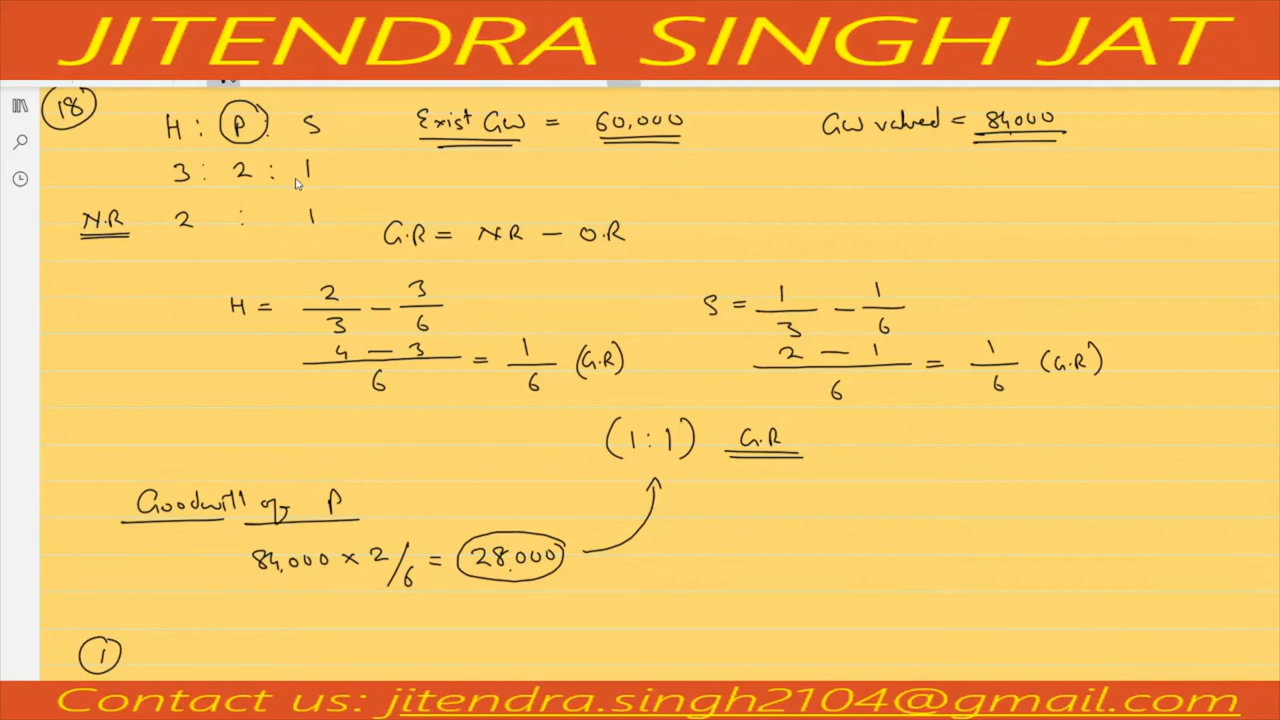 JITENDRA SINGH JAT
18
H : P : S Exist GW = 60,000 GW valued = 84000
3 : 2 : 1
N.R 2 : 1 G.R = NR - O.R
H = 2/3 - 3/6 S = 1/3 - 1/6
4 - 3 / 6 = 1/6 (G.R) 2 - 1 / 6 = 1/6 (G.R)
(1:1) G.R
Goodwill of P
84,000 × 2/6 = 28,000
1
Contact us: jitendra.singh2104@gmail.com